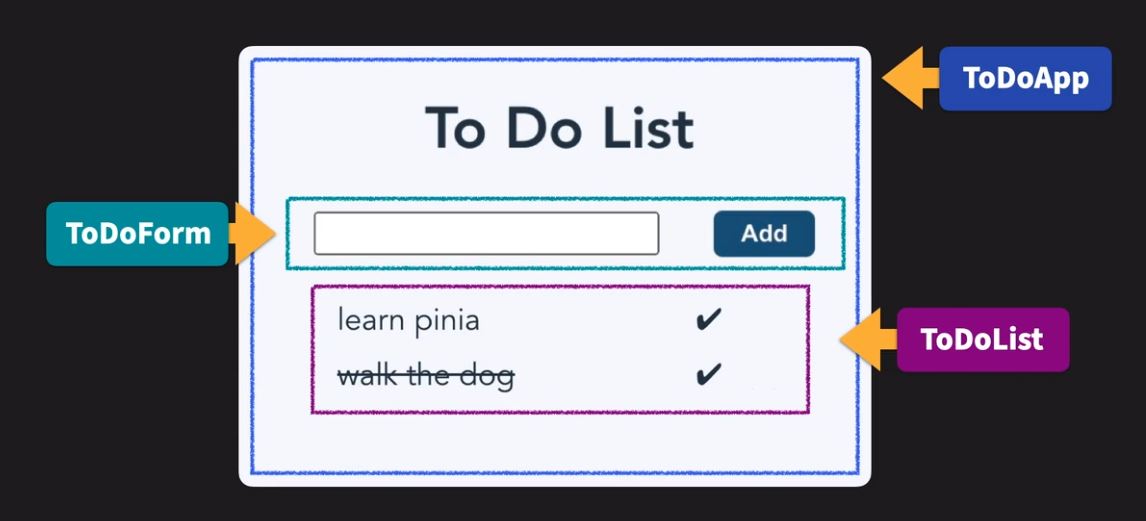 ToDoApp
To Do List
ToDoForm
Add
learn pinia ✔
walk the dog ✔
ToDoList